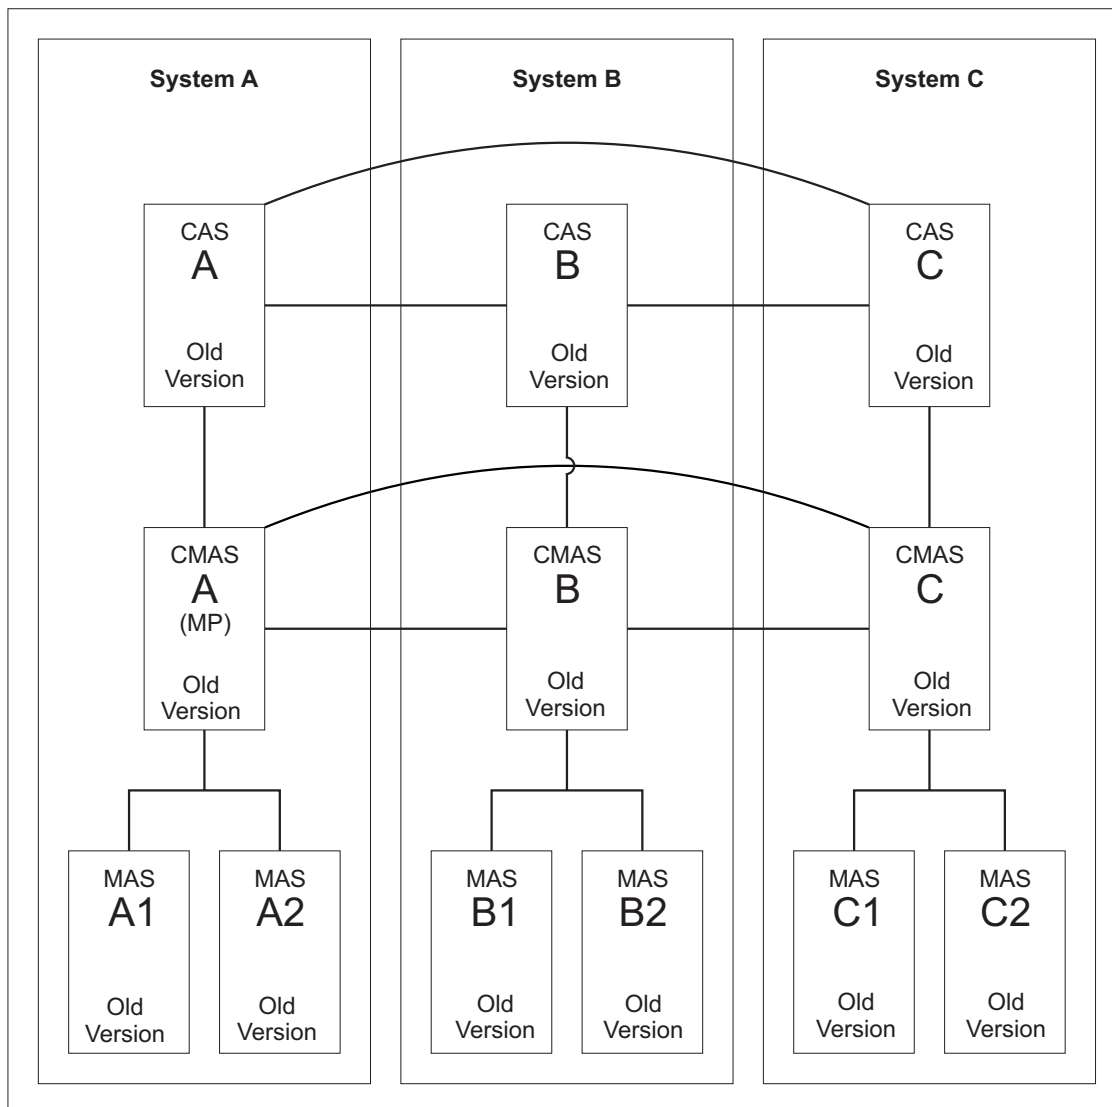 System A
System B
System C
CAS
A
Old
Version
CAS
B
Old
Version
CAS
C
Old
Version
CMAS
A
(MP)
Old
Version
CMAS
B
Old
Version
CMAS
C
Old
Version
MAS
A1
Old
Version
MAS
A2
Old
Version
MAS
B1
Old
Version
MAS
B2
Old
Version
MAS
C1
Old
Version
MAS
C2
Old
Version